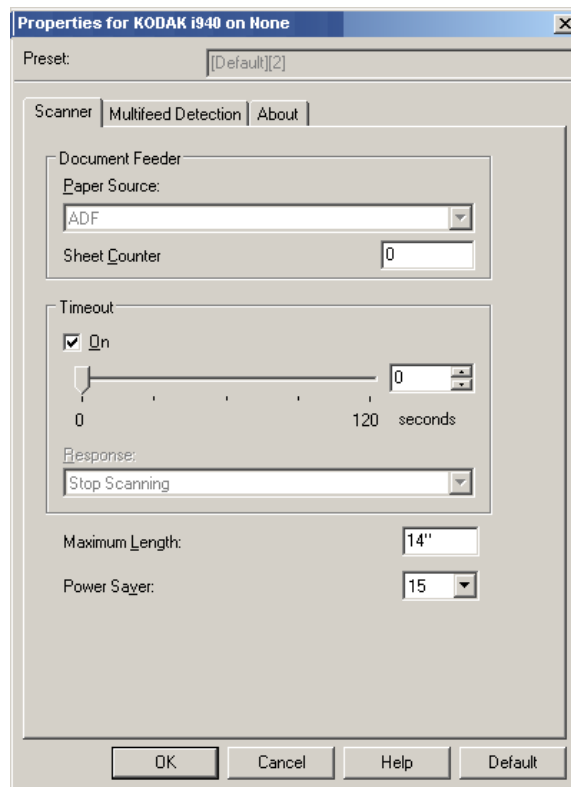 Properties for KODAK i940 on None
Preset: [Default][2]
Scanner Multifeed Detection About
Document Feeder
Paper Source:
ADF
Sheet Counter 0
Timeout
On
0
0 120 seconds
Response:
Stop Scanning
Maximum Length: 14"
Power Saver: 15
OK Cancel Help Default